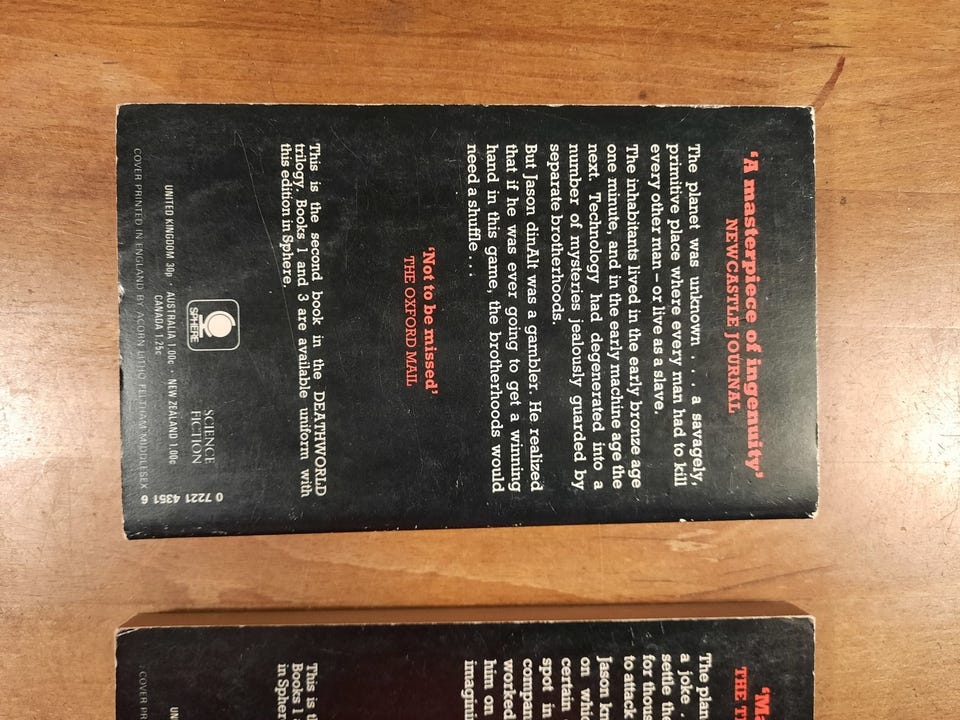 'A masterpiece of ingenuity'
NEWCASTLE JOURNAL
The planet was unknown . . . a savagely,
primitive place where every man had to kill
every other man – or live as a slave.
The inhabitants lived in the early bronze age
one minute, and in the early machine age the
next. Technology had degenerated into a
number of mysteries jealously guarded by
separate brotherhoods.
But Jason dinAlt was a gambler. He realized
that if he was ever going to get a winning
hand in this game, the brotherhoods would
need a shuffle . . .
'Not to be missed'
THE OXFORD MAIL
This is the second book in the DEATHWORLD
trilogy. Books 1 and 3 are available uniform with
this edition in Sphere.
SPHERE
SCIENCE
FICTION
UNITED KINGDOM 30p · AUSTRALIA 1.00c · NEW ZEALAND 1.00c
CANADA 1.25c
COVER PRINTED IN ENGLAND BY ACORN LITHO FELTHAM MIDDLESEX
0 7221 4351 6
'Ma
THE T
The plan
a joke .
settle the
for thous
to attack
Jason kn
on whic
certain
spot in
compan
worked
him on
imagin
This is t
Books 1 a
in Spher
UN
COVER PR